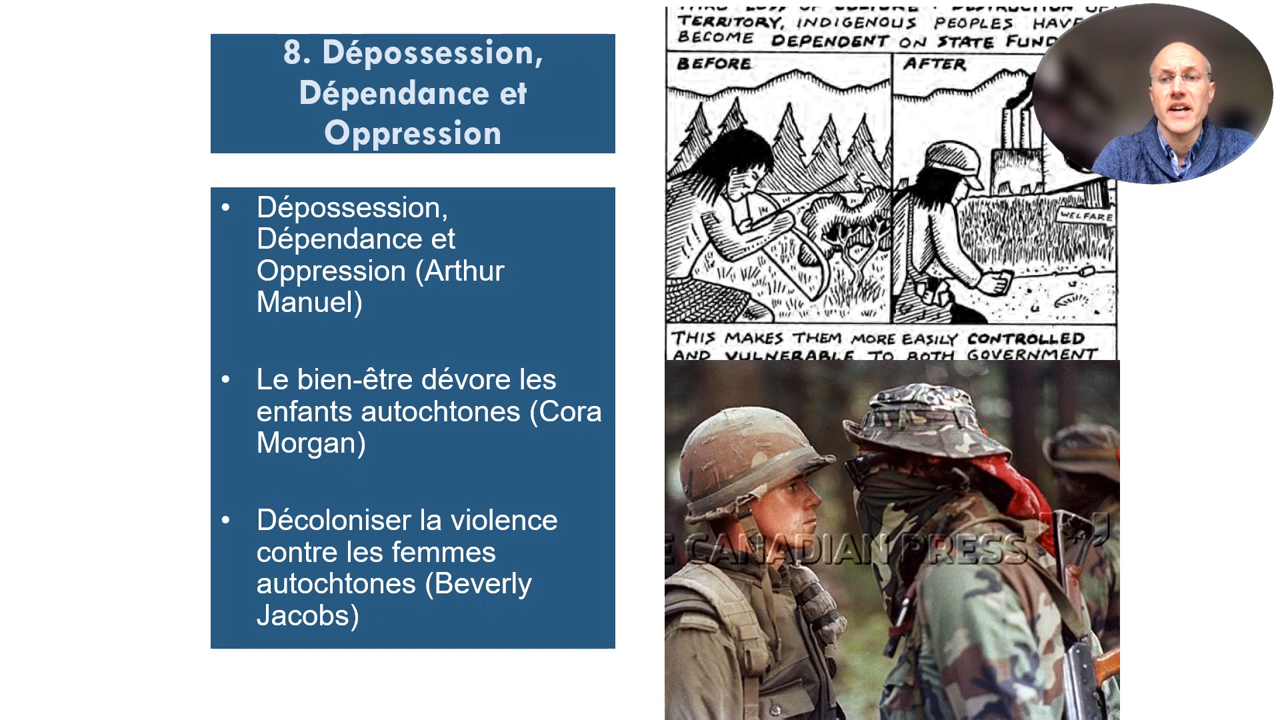 8. Dépossession,
Dépendance et
Oppression
• Dépossession,
Dépendance et
Oppression (Arthur
Manuel)
• Le bien-être dévore les
enfants autochtones (Cora
Morgan)
• Décoloniser la violence
contre les femmes
autochtones (Beverly
Jacobs)
TERRITORY, INDIGENOUS PEOPLES HAVE
BECOME DEPENDENT ON STATE FUND
BEFORE
AFTER
WELFARE
THIS MAKES THEM MORE EASILY CONTROLLED
AND VULNERABLE TO BOTH GOVERNMENT
E CANADIAN PRESS